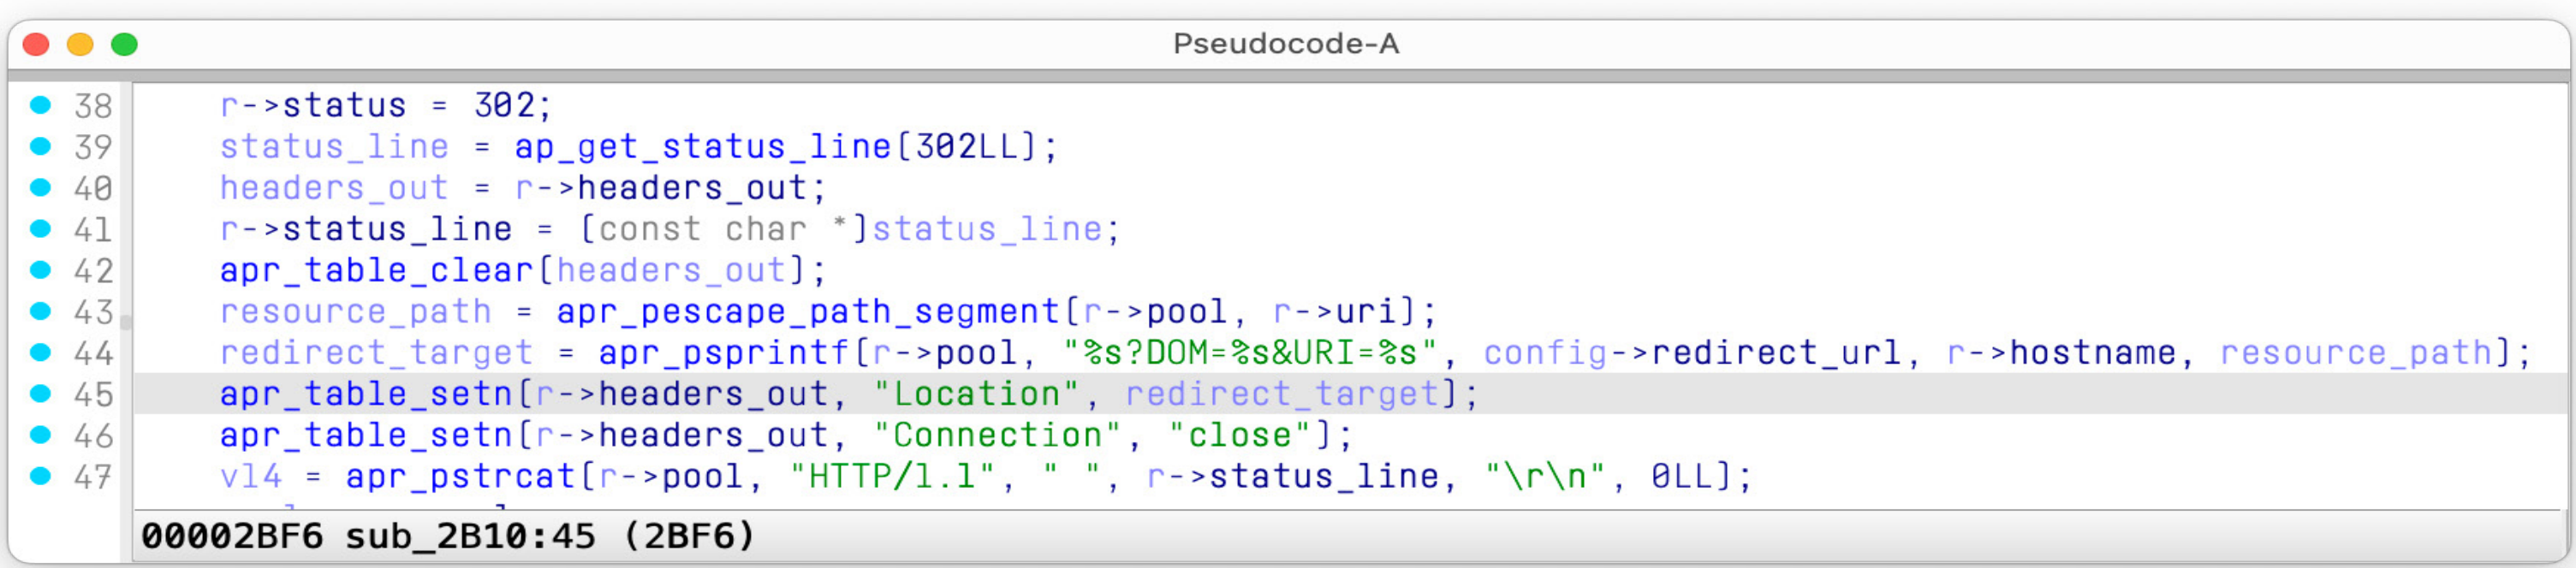 Pseudocode-A
38 r->status = 302;
39 status_line = ap_get_status_line(302LL);
40 headers_out = r->headers_out;
41 r->status_line = (const char *)status_line;
42 apr_table_clear(headers_out);
43 resource_path = apr_pescape_path_segment(r->pool, r->uri);
44 redirect_target = apr_psprintf(r->pool, "%s?DOM=%s&URI=%s", config->redirect_url, r->hostname, resource_path);
45 apr_table_setn(r->headers_out, "Location", redirect_target);
46 apr_table_setn(r->headers_out, "Connection", "close");
47 v14 = apr_pstrcat(r->pool, "HTTP/1.1", " ", r->status_line, "\r\n", 0LL);
00002BF6 sub_2B10:45 (2BF6)